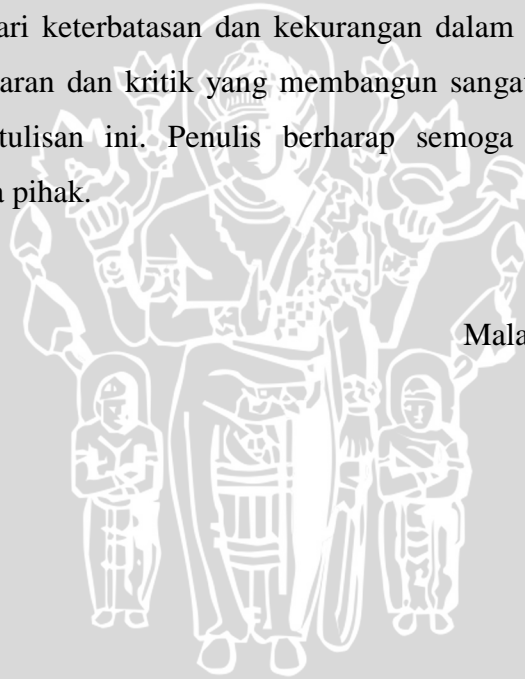 ari keterbatasan dan kekurangan dalam
aran dan kritik yang membangun sangat
tulisan ini. Penulis berharap semoga
a pihak.
Mala